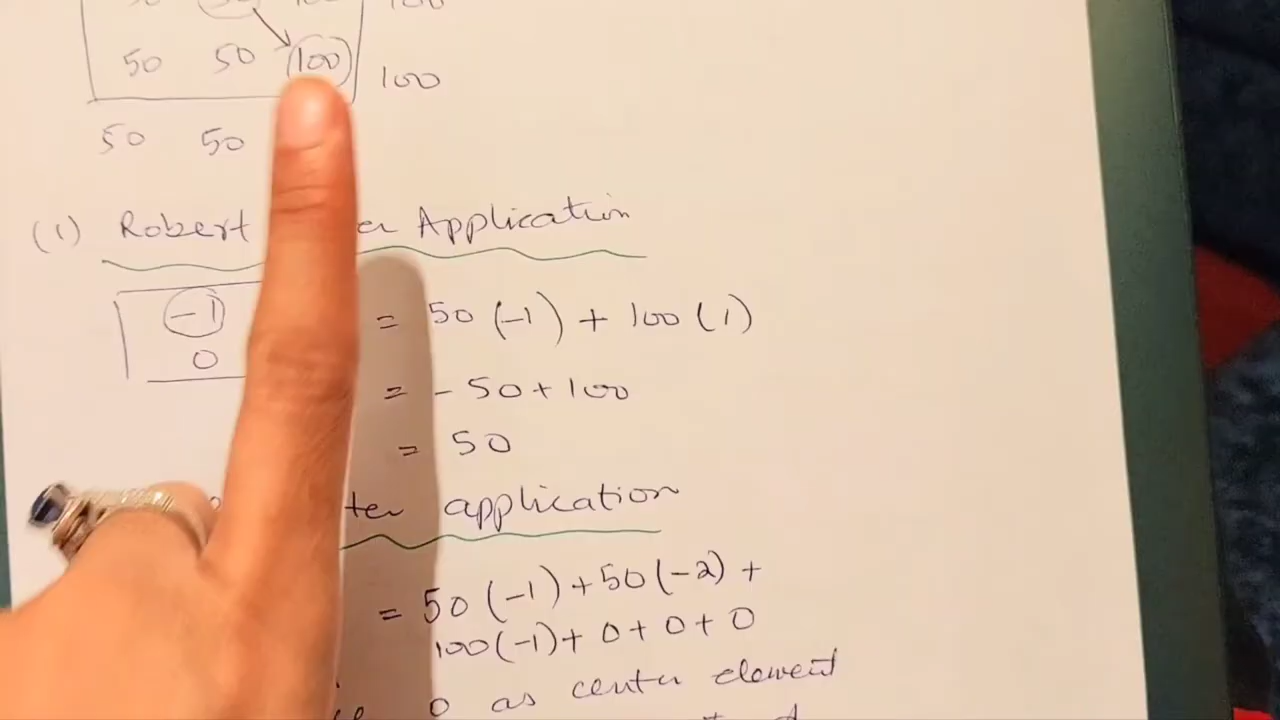 100
50 50 100 100
50 50
(1) Robert Application
-1 = 50 (-1) + 100 (1)
0
= - 50 + 100
= 50
application
= 50 (-1) + 50 (-2) +
100 (-1) + 0 + 0 + 0
0 as center element